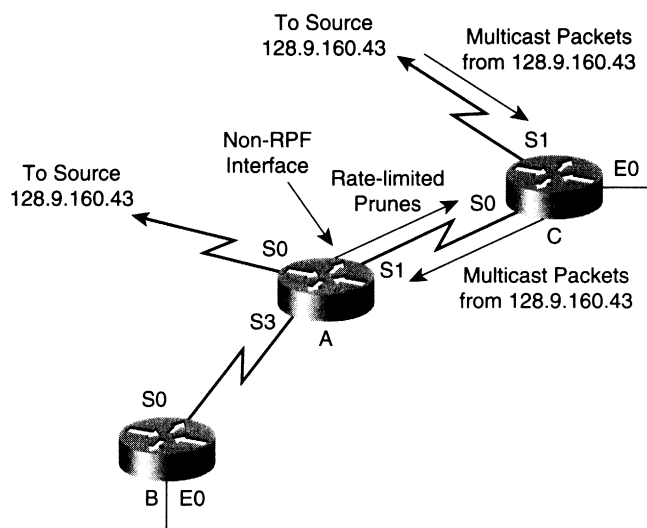 To Source
128.9.160.43
Multicast Packets
from 128.9.160.43
S1
Non-RPF
Interface
E0
To Source
128.9.160.43
Rate-limited
Prunes
S0
C
S0
S1
Multicast Packets
from 128.9.160.43
S3
A
S0
B
E0